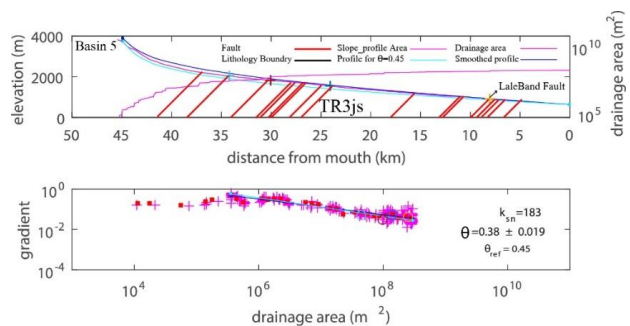 Basin 5
Fault Slope_profile Area Drainage area
Lithology Boundary Profile for θ=0.45 Smoothed profile
LaleBand Fault
TR3js
elevation (m)
4000
2000
0
drainage area (m²)
10^10
10^5
50 45 40 35 30 25 20 15 10 5 0
distance from mouth (km)
gradient
10^0
10^-2
10^-4
k_sn=183
θ=0.38 ± 0.019
θ_ref=0.45
10^4 10^6 10^8 10^10
drainage area (m^2)